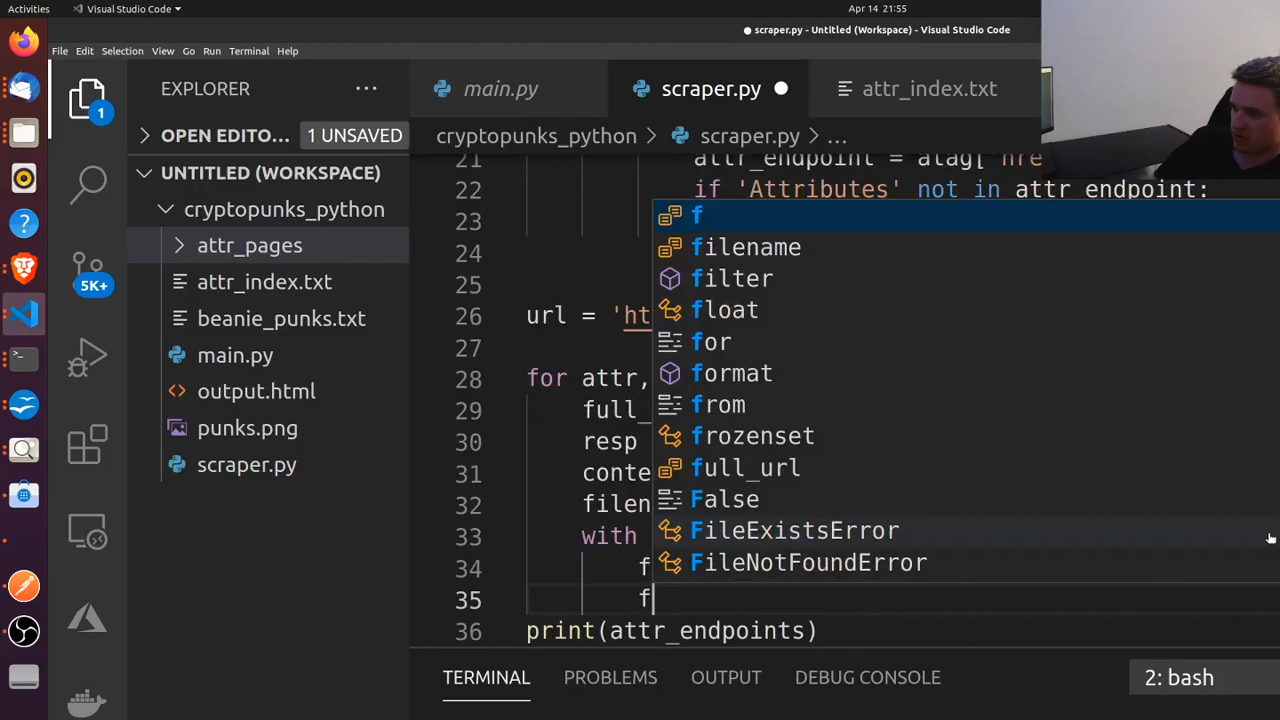 Activities
Visual Studio Code
Apr 14 21:55
scraper.py - Untitled (Workspace) - Visual Studio Code
File Edit Selection View Go Run Terminal Help
EXPLORER
OPEN EDITO... 1 UNSAVED
UNTITLED (WORKSPACE)
cryptopunks_python
attr_pages
attr_index.txt
beanie_punks.txt
main.py
output.html
punks.png
scraper.py
1
5K+
main.py
scraper.py
attr_index.txt
cryptopunks_python > scraper.py > ...
21 attr_endpoint = atag['hre
22 if 'Attributes' not in attr_endpoint:
23
24
25
26 url = 'ht
27
28 for attr,
29 full_
30 resp
31 conte
32 filen
33 with
34 f
35 f
36 print(attr_endpoints)
f
filename
filter
float
for
format
from
frozenset
full_url
False
FileExistsError
FileNotFoundError
TERMINAL PROBLEMS OUTPUT DEBUG CONSOLE
2: bash